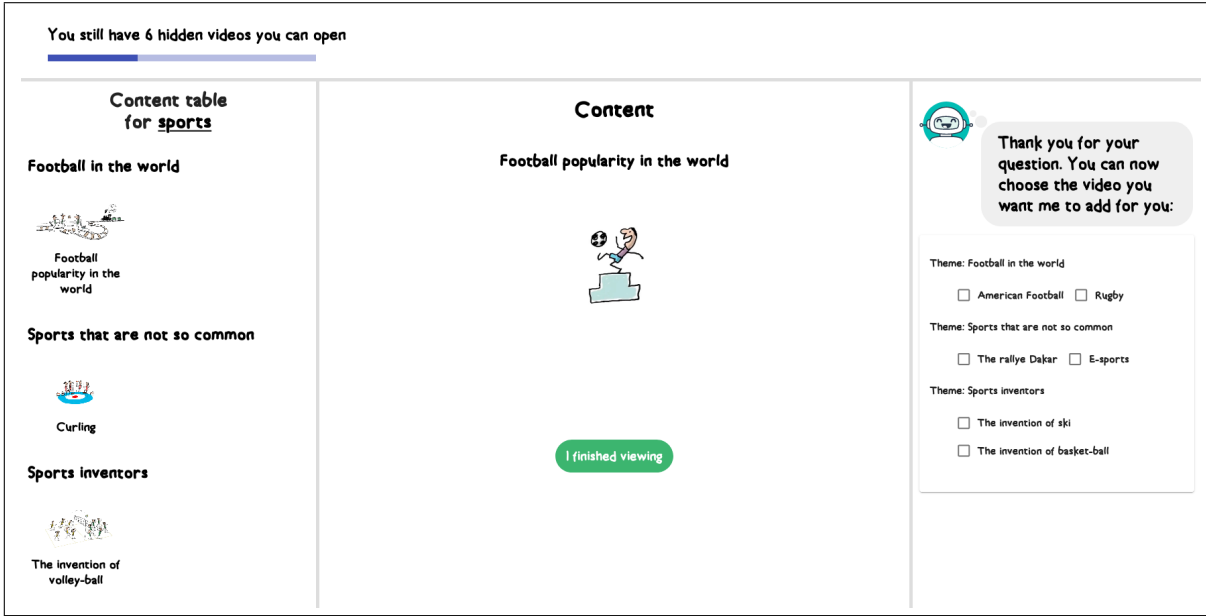 You still have 6 hidden videos you can open
Content table
for sports
Football in the world
Football
popularity in the
world
Sports that are not so common
Curling
Sports inventors
The invention of
volley-ball
Content
Football popularity in the world
I finished viewing
Thank you for your
question. You can now
choose the video you
want me to add for you:
Theme: Football in the world
American Football Rugby
Theme: Sports that are not so common
The rallye Dakar E-sports
Theme: Sports inventors
The invention of ski
The invention of basket-ball